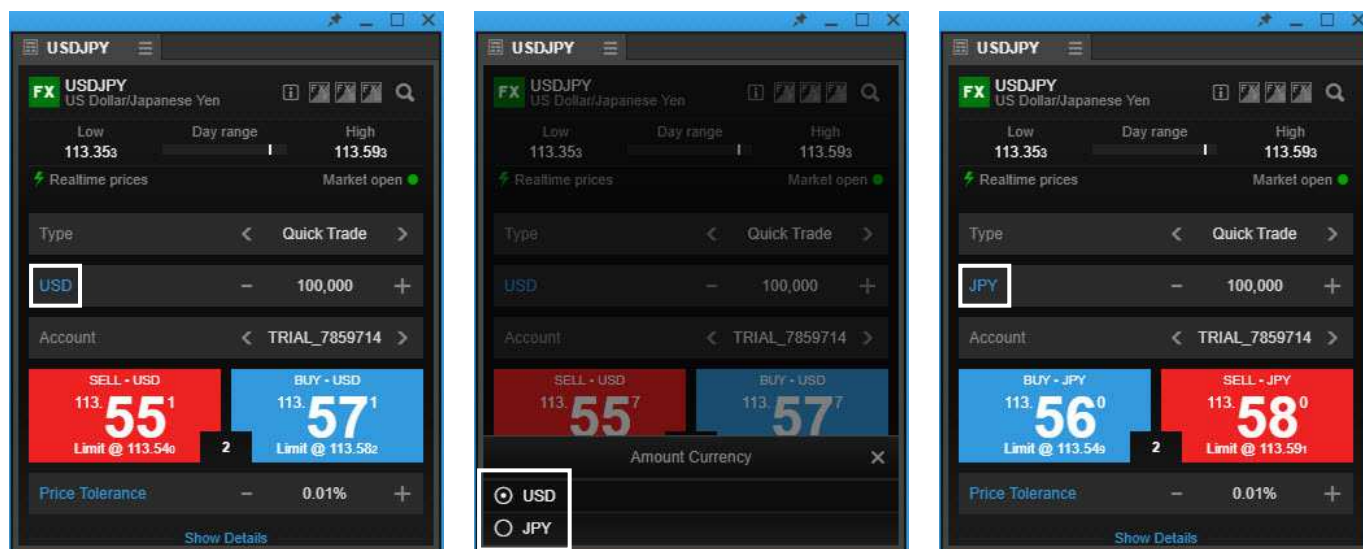 USDJPY
FX USDJPY
US Dollar/Japanese Yen
Low Day range High
113.353 113.593
Realtime prices Market open
Type < Quick Trade >
USD − 100,000 +
Account < TRIAL_7859714 >
SELL - USD BUY - USD
113.551 113.571
Limit @ 113.540 2 Limit @ 113.582
Price Tolerance − 0.01% +
Show Details
USDJPY
FX USDJPY
US Dollar/Japanese Yen
Low Day range High
113.353 113.593
Realtime prices Market open
Type < Quick Trade >
USD − 100,000 +
Account < TRIAL_7859714 >
SELL - USD BUY - USD
113.557 113.577
Amount Currency ×
USD
JPY
USDJPY
FX USDJPY
US Dollar/Japanese Yen
Low Day range High
113.353 113.593
Realtime prices Market open
Type < Quick Trade >
JPY − 100,000 +
Account < TRIAL_7859714 >
BUY - JPY SELL - JPY
113.560 113.580
Limit @ 113.549 2 Limit @ 113.591
Price Tolerance − 0.01% +
Show Details